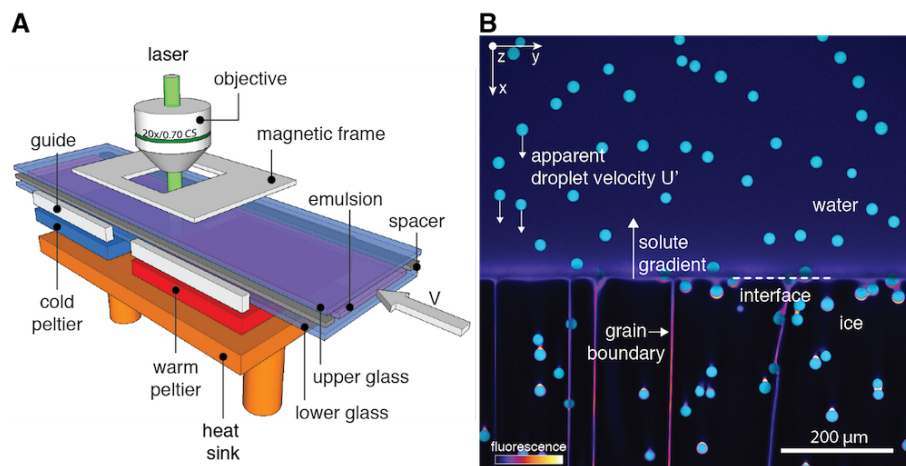 A
laser
objective
20x/0.70 CS
guide
magnetic frame
emulsion
spacer
cold
peltier
V
warm
peltier
upper glass
lower glass
heat
sink
B
z
y
x
apparent
droplet velocity U'
water
solute
gradient
interface
ice
grain
boundary
fluorescence
200 µm